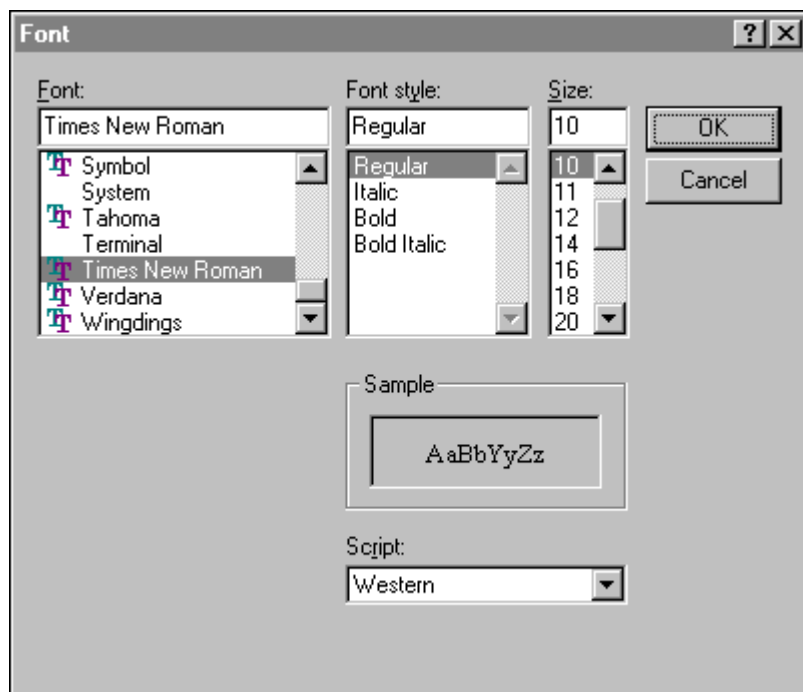 Font
Font:
Times New Roman
Symbol
System
Tahoma
Terminal
Times New Roman
Verdana
Wingdings
Font style:
Regular
Regular
Italic
Bold
Bold Italic
Size:
10
10
11
12
14
16
18
20
OK
Cancel
Sample
AaBbYyZz
Script:
Western